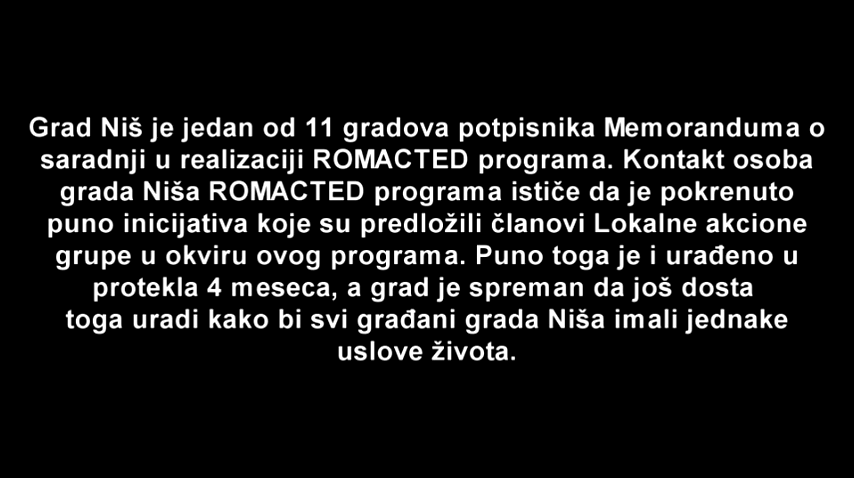 Grad Niš je jedan od 11 gradova potpisnika Memoranduma o
saradnji u realizaciji ROMACTED programa. Kontakt osoba
grada Niša ROMACTED programa ističe da je pokrenuto
puno inicijativa koje su predložili članovi Lokalne akcione
grupe u okviru ovog programa. Puno toga je i urađeno u
protekla 4 meseca, a grad je spreman da još dosta
toga uradi kako bi svi građani grada Niša imali jednake
uslove života.